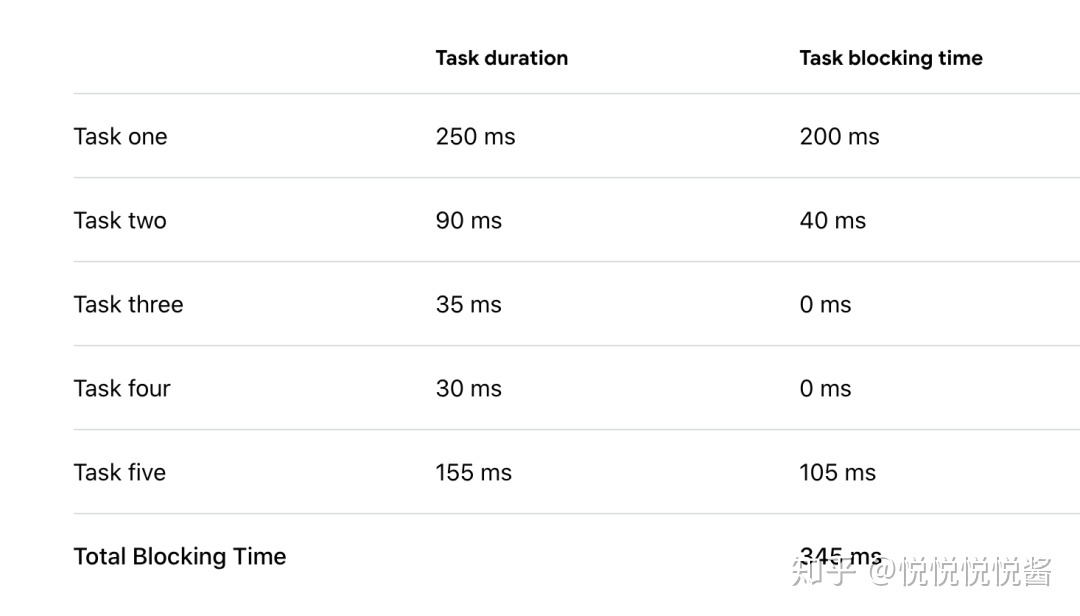 Task duration Task blocking time
Task one 250 ms 200 ms
Task two 90 ms 40 ms
Task three 35 ms 0 ms
Task four 30 ms 0 ms
Task five 155 ms 105 ms
Total Blocking Time 345 ms
知乎 @悦悦悦悦酱